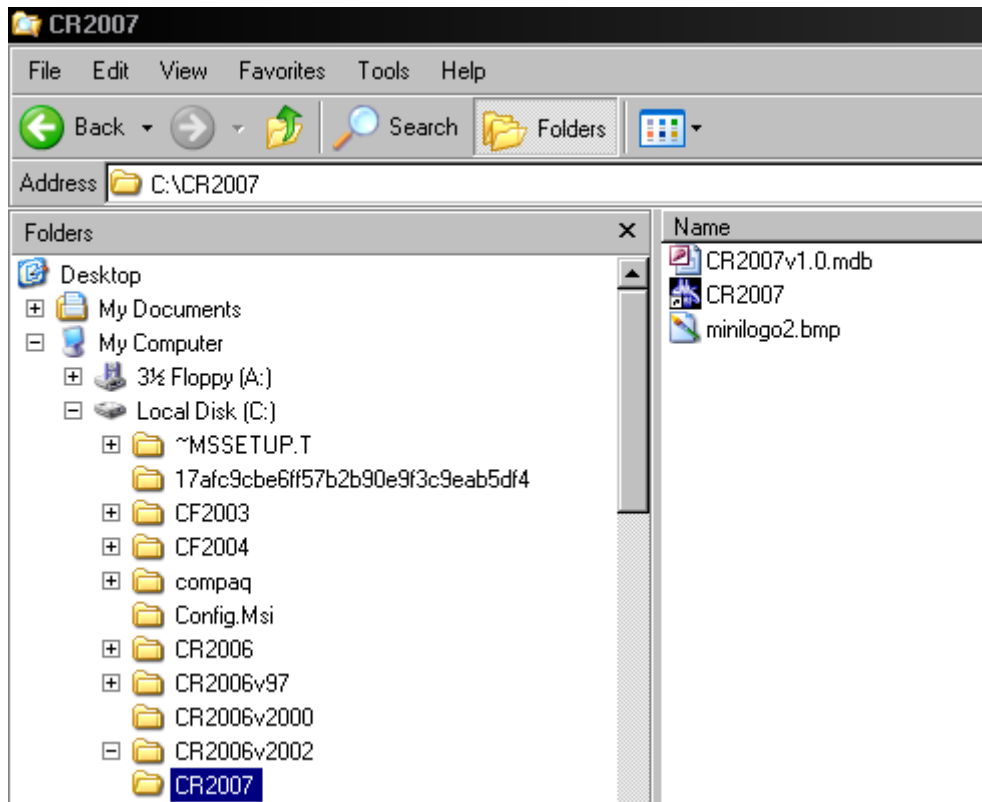 CR2007
File Edit View Favorites Tools Help
Back Search Folders
Address C:\CR2007
Folders x
Desktop
My Documents
My Computer
3½ Floppy (A:)
Local Disk (C:)
~MSSETUP.T
17afc9cbe6ff57b2b90e9f3c9eab5df4
CF2003
CF2004
compaq
Config.Msi
CR2006
CR2006v97
CR2006v2000
CR2006v2002
CR2007
Name
CR2007v1.0.mdb
CR2007
minilogo2.bmp